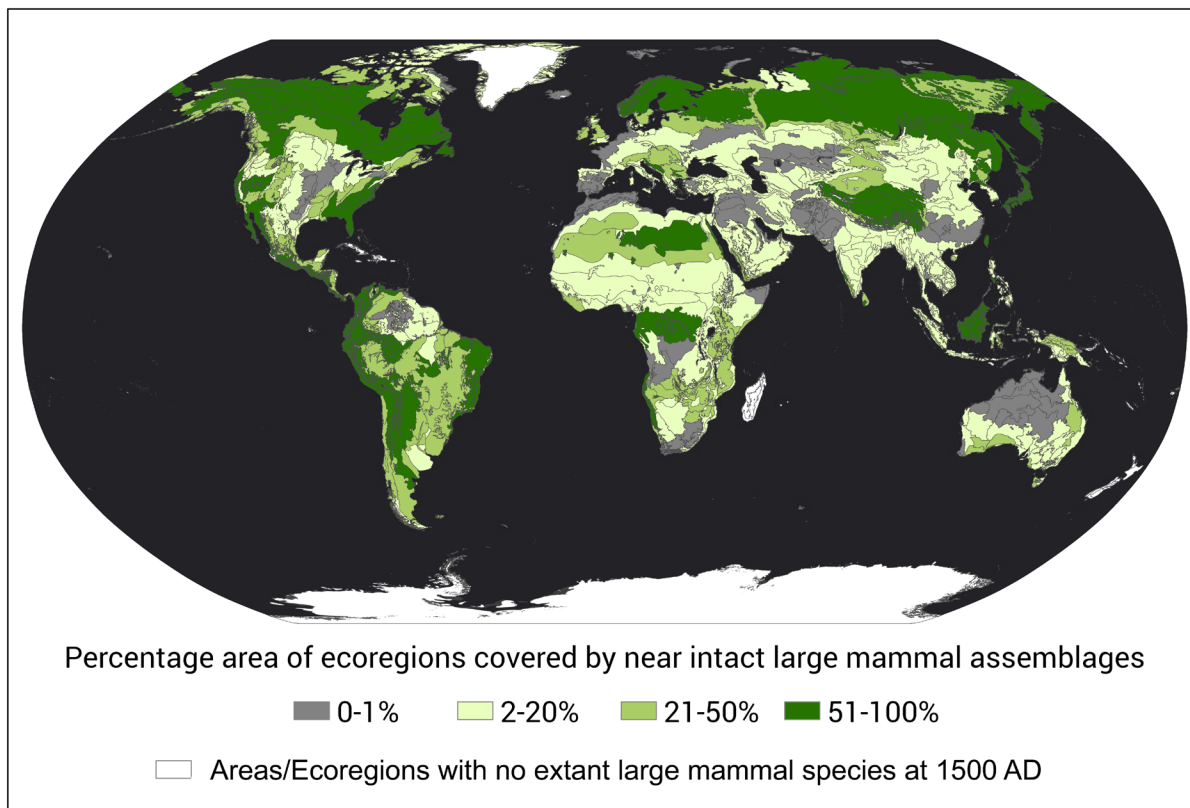 Percentage area of ecoregions covered by near intact large mammal assemblages
0-1% 2-20% 21-50% 51-100%
Areas/Ecoregions with no extant large mammal species at 1500 AD